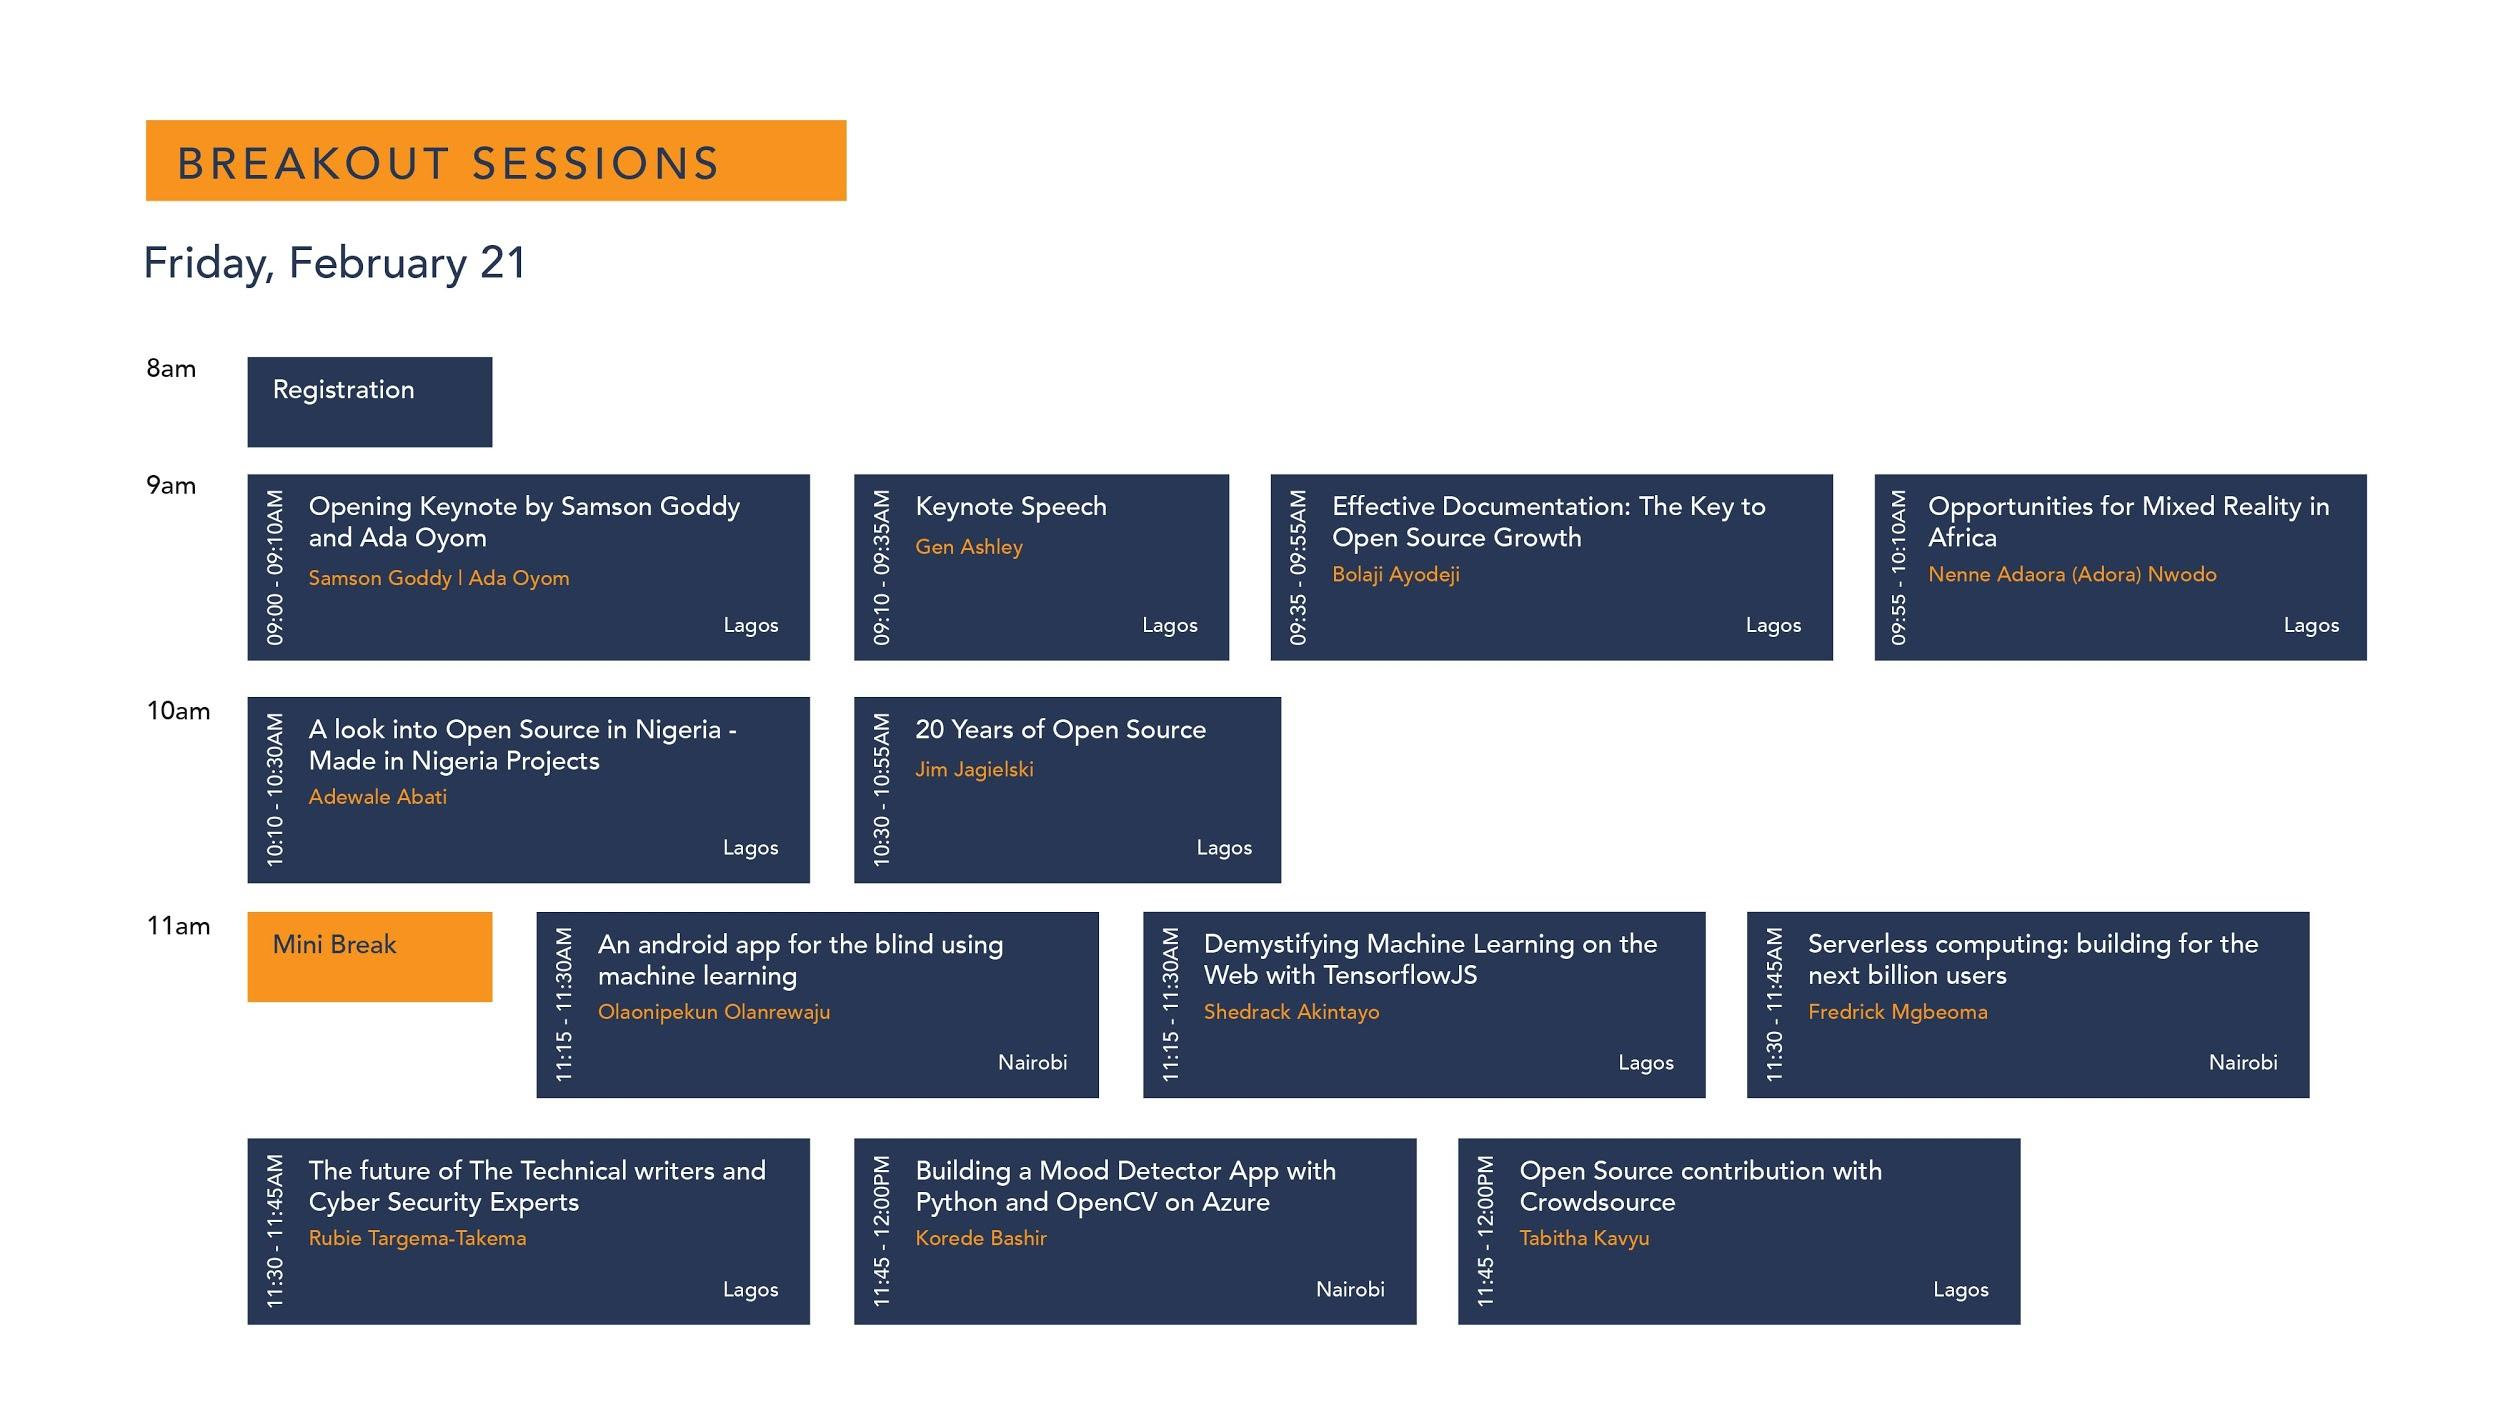 BREAKOUT SESSIONS
Friday, February 21
8am
Registration
9am
09:00 - 09:10AM
Opening Keynote by Samson Goddy
and Ada Oyom
Samson Goddy | Ada Oyom
Lagos
09:10 - 09:35AM
Keynote Speech
Gen Ashley
Lagos
09:35 - 09:55AM
Effective Documentation: The Key to
Open Source Growth
Bolaji Ayodeji
Lagos
09:55 - 10:10AM
Opportunities for Mixed Reality in
Africa
Nenne Adaora (Adora) Nwodo
Lagos
10am
10:10 - 10:30AM
A look into Open Source in Nigeria -
Made in Nigeria Projects
Adewale Abati
Lagos
10:30 - 10:55AM
20 Years of Open Source
Jim Jagielski
Lagos
11am
Mini Break
11:15 - 11:30AM
An android app for the blind using
machine learning
Olaonipekun Olanrewaju
Nairobi
11:15 - 11:30AM
Demystifying Machine Learning on the
Web with TensorflowJS
Shedrack Akintayo
Lagos
11:30 - 11:45AM
Serverless computing: building for the
next billion users
Fredrick Mgbeoma
Nairobi
11:30 - 11:45AM
The future of The Technical writers and
Cyber Security Experts
Rubie Targema-Takema
Lagos
11:45 - 12:00PM
Building a Mood Detector App with
Python and OpenCV on Azure
Korede Bashir
Nairobi
11:45 - 12:00PM
Open Source contribution with
Crowdsource
Tabitha Kavyu
Lagos